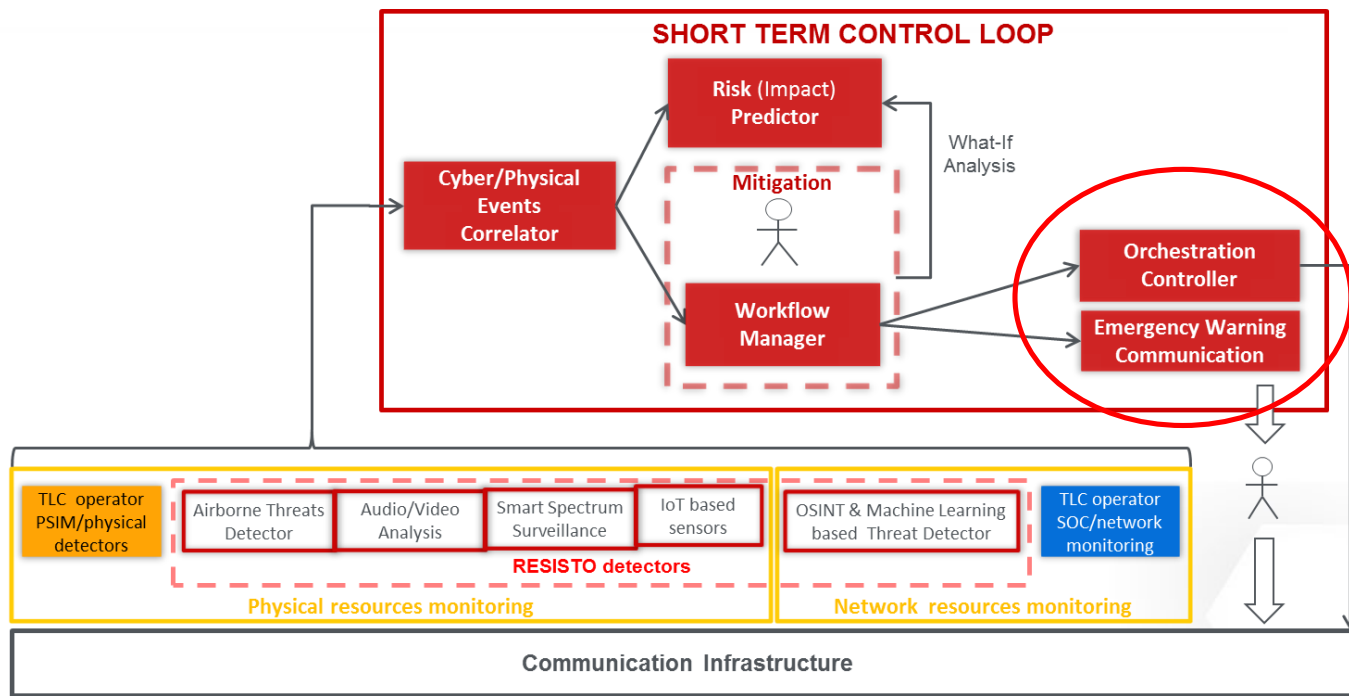 SHORT TERM CONTROL LOOP
Risk (Impact)
Predictor
What-If
Analysis
Cyber/Physical
Events
Correlator
Mitigation
Workflow
Manager
Orchestration
Controller
Emergency Warning
Communication
TLC operator
PSIM/physical
detectors
Airborne Threats
Detector
Audio/Video
Analysis
Smart Spectrum
Surveillance
IoT based
sensors
OSINT & Machine Learning
based Threat Detector
TLC operator
SOC/network
monitoring
RESISTO detectors
Physical resources monitoring
Network resources monitoring
Communication Infrastructure